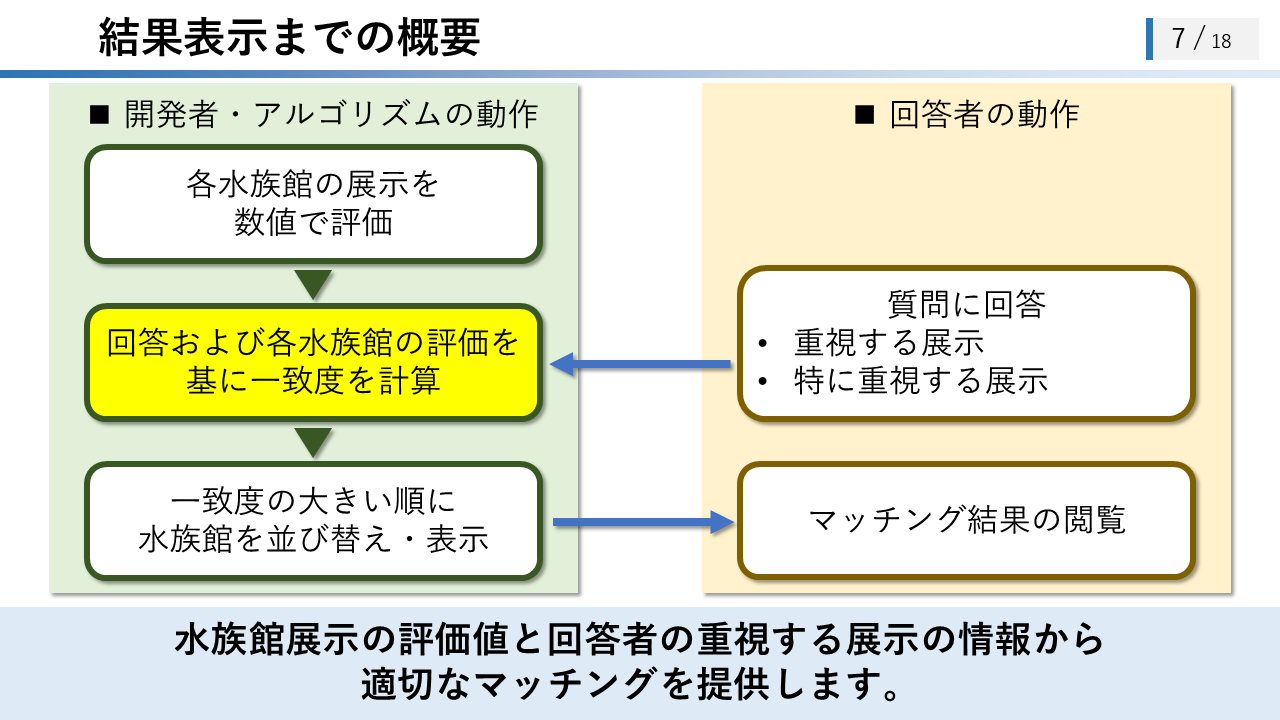 結果表示までの概要
7 / 18
■ 開発者・アルゴリズムの動作
各水族館の展示を
数値で評価
回答および各水族館の評価を
基に一致度を計算
一致度の大きい順に
水族館を並び替え・表示
■ 回答者の動作
質問に回答
• 重視する展示
• 特に重視する展示
マッチング結果の閲覧
水族館展示の評価値と回答者の重視する展示の情報から
適切なマッチングを提供します。